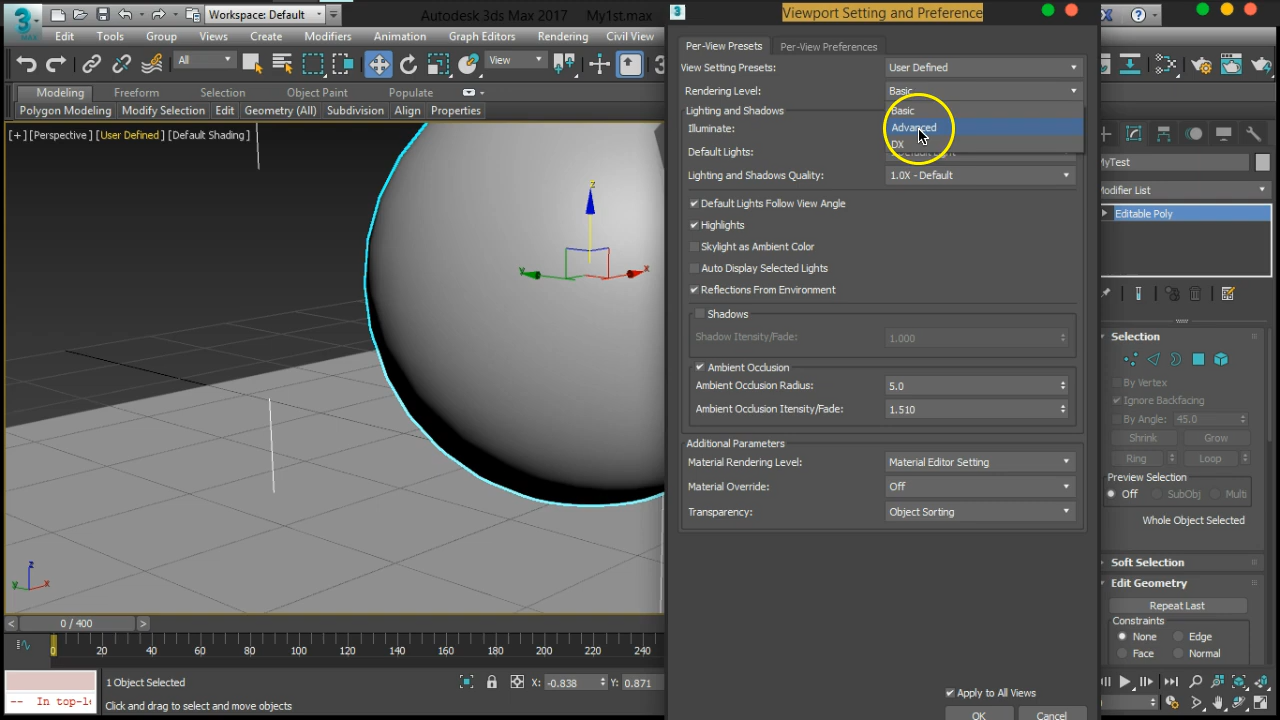 Workspace: Default
Autodesk 3ds Max 2017 My1st.max
Viewport Setting and Preference
Edit Tools Group Views Create Modifiers Animation Graph Editors Rendering Civil View
All View
Modeling Freeform Selection Object Paint Populate
Polygon Modeling Modify Selection Edit Geometry (All) Subdivision Align Properties
[+] [Perspective] [User Defined] [Default Shading]
z
y
x
z
y
x
Per-View Presets Per-View Preferences
View Setting Presets: User Defined
Rendering Level: Basic
Basic
Advanced
DX
Lighting and Shadows
Illuminate:
Default Lights:
Lighting and Shadows Quality: 1.0X - Default
Default Lights Follow View Angle
Highlights
Skylight as Ambient Color
Auto Display Selected Lights
Reflections From Environment
Shadows
Shadow Itensity/Fade: 1.000
Ambient Occlusion
Ambient Occlusion Radius: 5.0
Ambient Occlusion Itensity/Fade: 1.510
Additional Parameters
Material Rendering Level: Material Editor Setting
Material Override: Off
Transparency: Object Sorting
Apply to All Views
OK Cancel
MyTest
Modifier List
Editable Poly
Selection
By Vertex
Ignore Backfacing
By Angle: 45.0
Shrink Grow
Ring Loop
Preview Selection
Off SubObj Multi
Whole Object Selected
Soft Selection
Edit Geometry
Repeat Last
Constraints
None Edge
Face Normal
< 0 / 400 >
0 20 40 60 80 100 120 140 160 180 200 220 240
1 Object Selected X: -0.838 Y: 0.871
-- In top-le
Click and drag to select and move objects